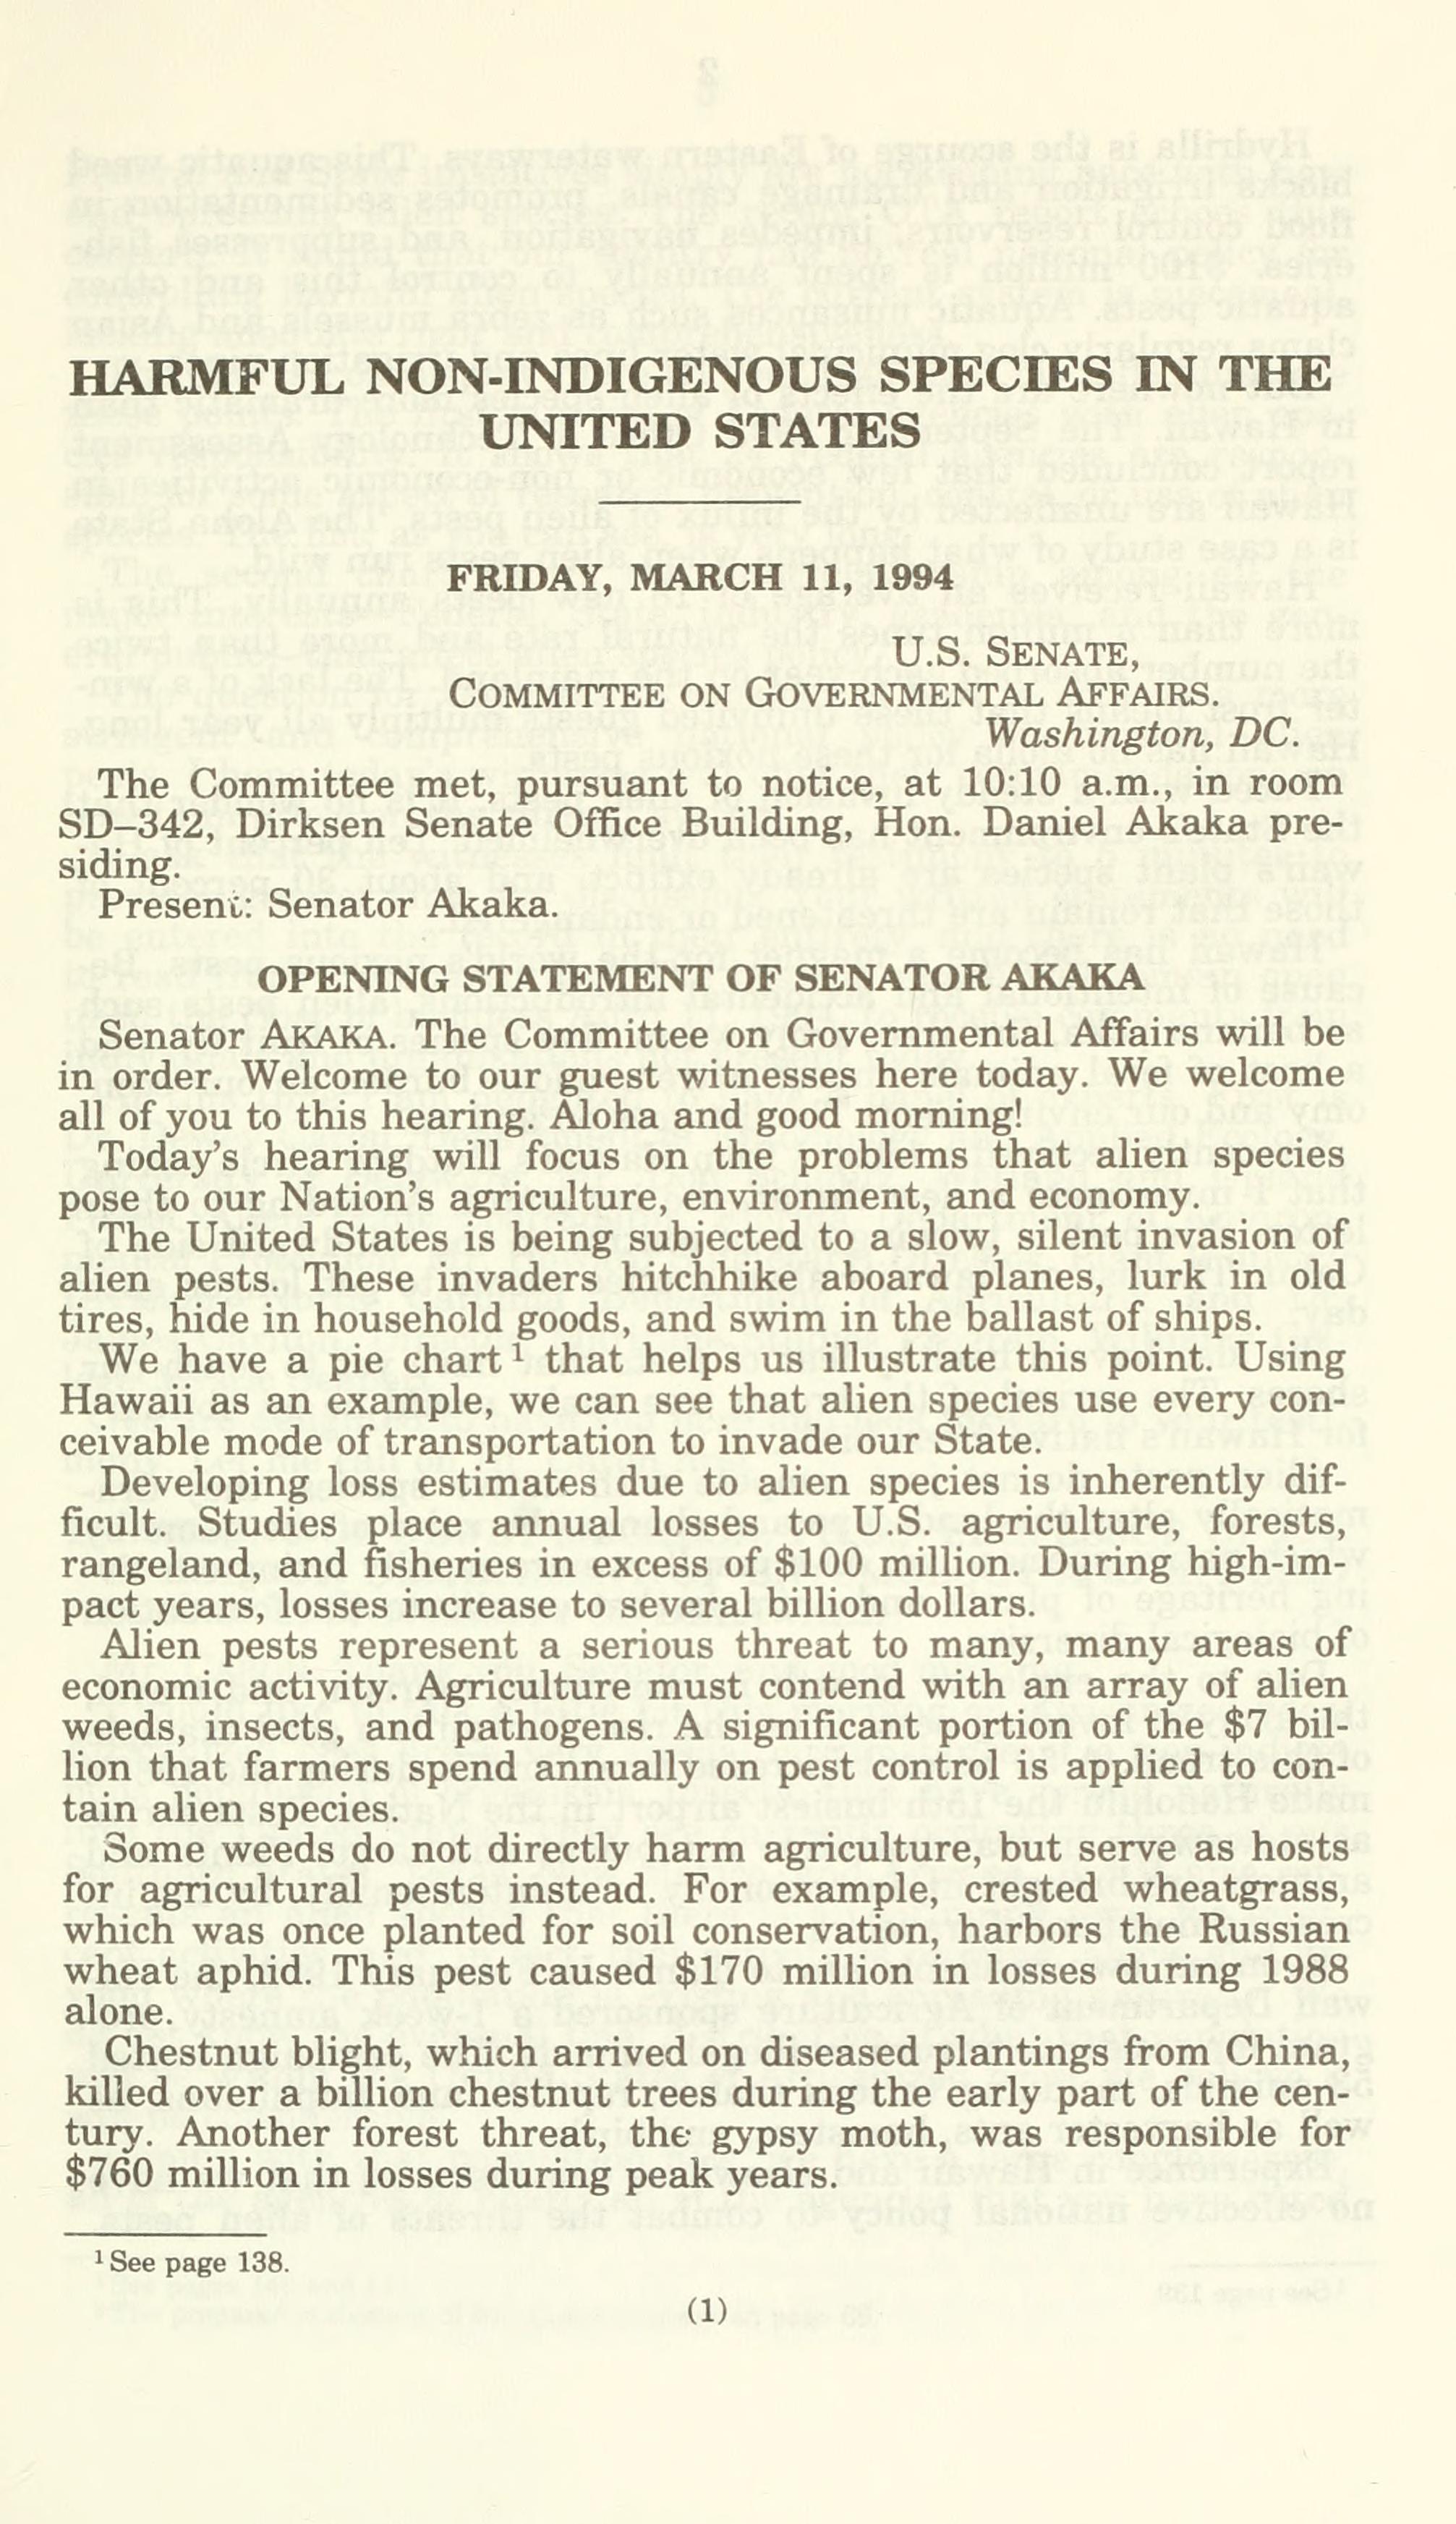 HARMFUL NON-INDIGENOUS SPECIES IN THE
UNITED STATES
FRIDAY, MARCH 11, 1994
U.S. SENATE,
COMMITTEE ON GOVERNMENTAL AFFAIRS.
Washington, DC.
The Committee met, pursuant to notice, at 10:10 a.m., in room
SD–342, Dirksen Senate Office Building, Hon. Daniel Akaka pre-
siding.
Present: Senator Akaka.
OPENING STATEMENT OF SENATOR AKAKA
Senator AKAKA. The Committee on Governmental Affairs will be
in order. Welcome to our guest witnesses here today. We welcome
all of you to this hearing. Aloha and good morning!
Today's hearing will focus on the problems that alien species
pose to our Nation's agriculture, environment, and economy.
The United States is being subjected to a slow, silent invasion of
alien pests. These invaders hitchhike aboard planes, lurk in old
tires, hide in household goods, and swim in the ballast of ships.
We have a pie chart 1 that helps us illustrate this point. Using
Hawaii as an example, we can see that alien species use every con-
ceivable mode of transportation to invade our State.
Developing loss estimates due to alien species is inherently dif-
ficult. Studies place annual losses to U.S. agriculture, forests,
rangeland, and fisheries in excess of $100 million. During high-im-
pact years, losses increase to several billion dollars.
Alien pests represent a serious threat to many, many areas of
economic activity. Agriculture must contend with an array of alien
weeds, insects, and pathogens. A significant portion of the $7 bil-
lion that farmers spend annually on pest control is applied to con-
tain alien species.
Some weeds do not directly harm agriculture, but serve as hosts
for agricultural pests instead. For example, crested wheatgrass,
which was once planted for soil conservation, harbors the Russian
wheat aphid. This pest caused $170 million in losses during 1988
alone.
Chestnut blight, which arrived on diseased plantings from China,
killed over a billion chestnut trees during the early part of the cen-
tury. Another forest threat, the gypsy moth, was responsible for
$760 million in losses during peak years.
1 See page 138.
(1)